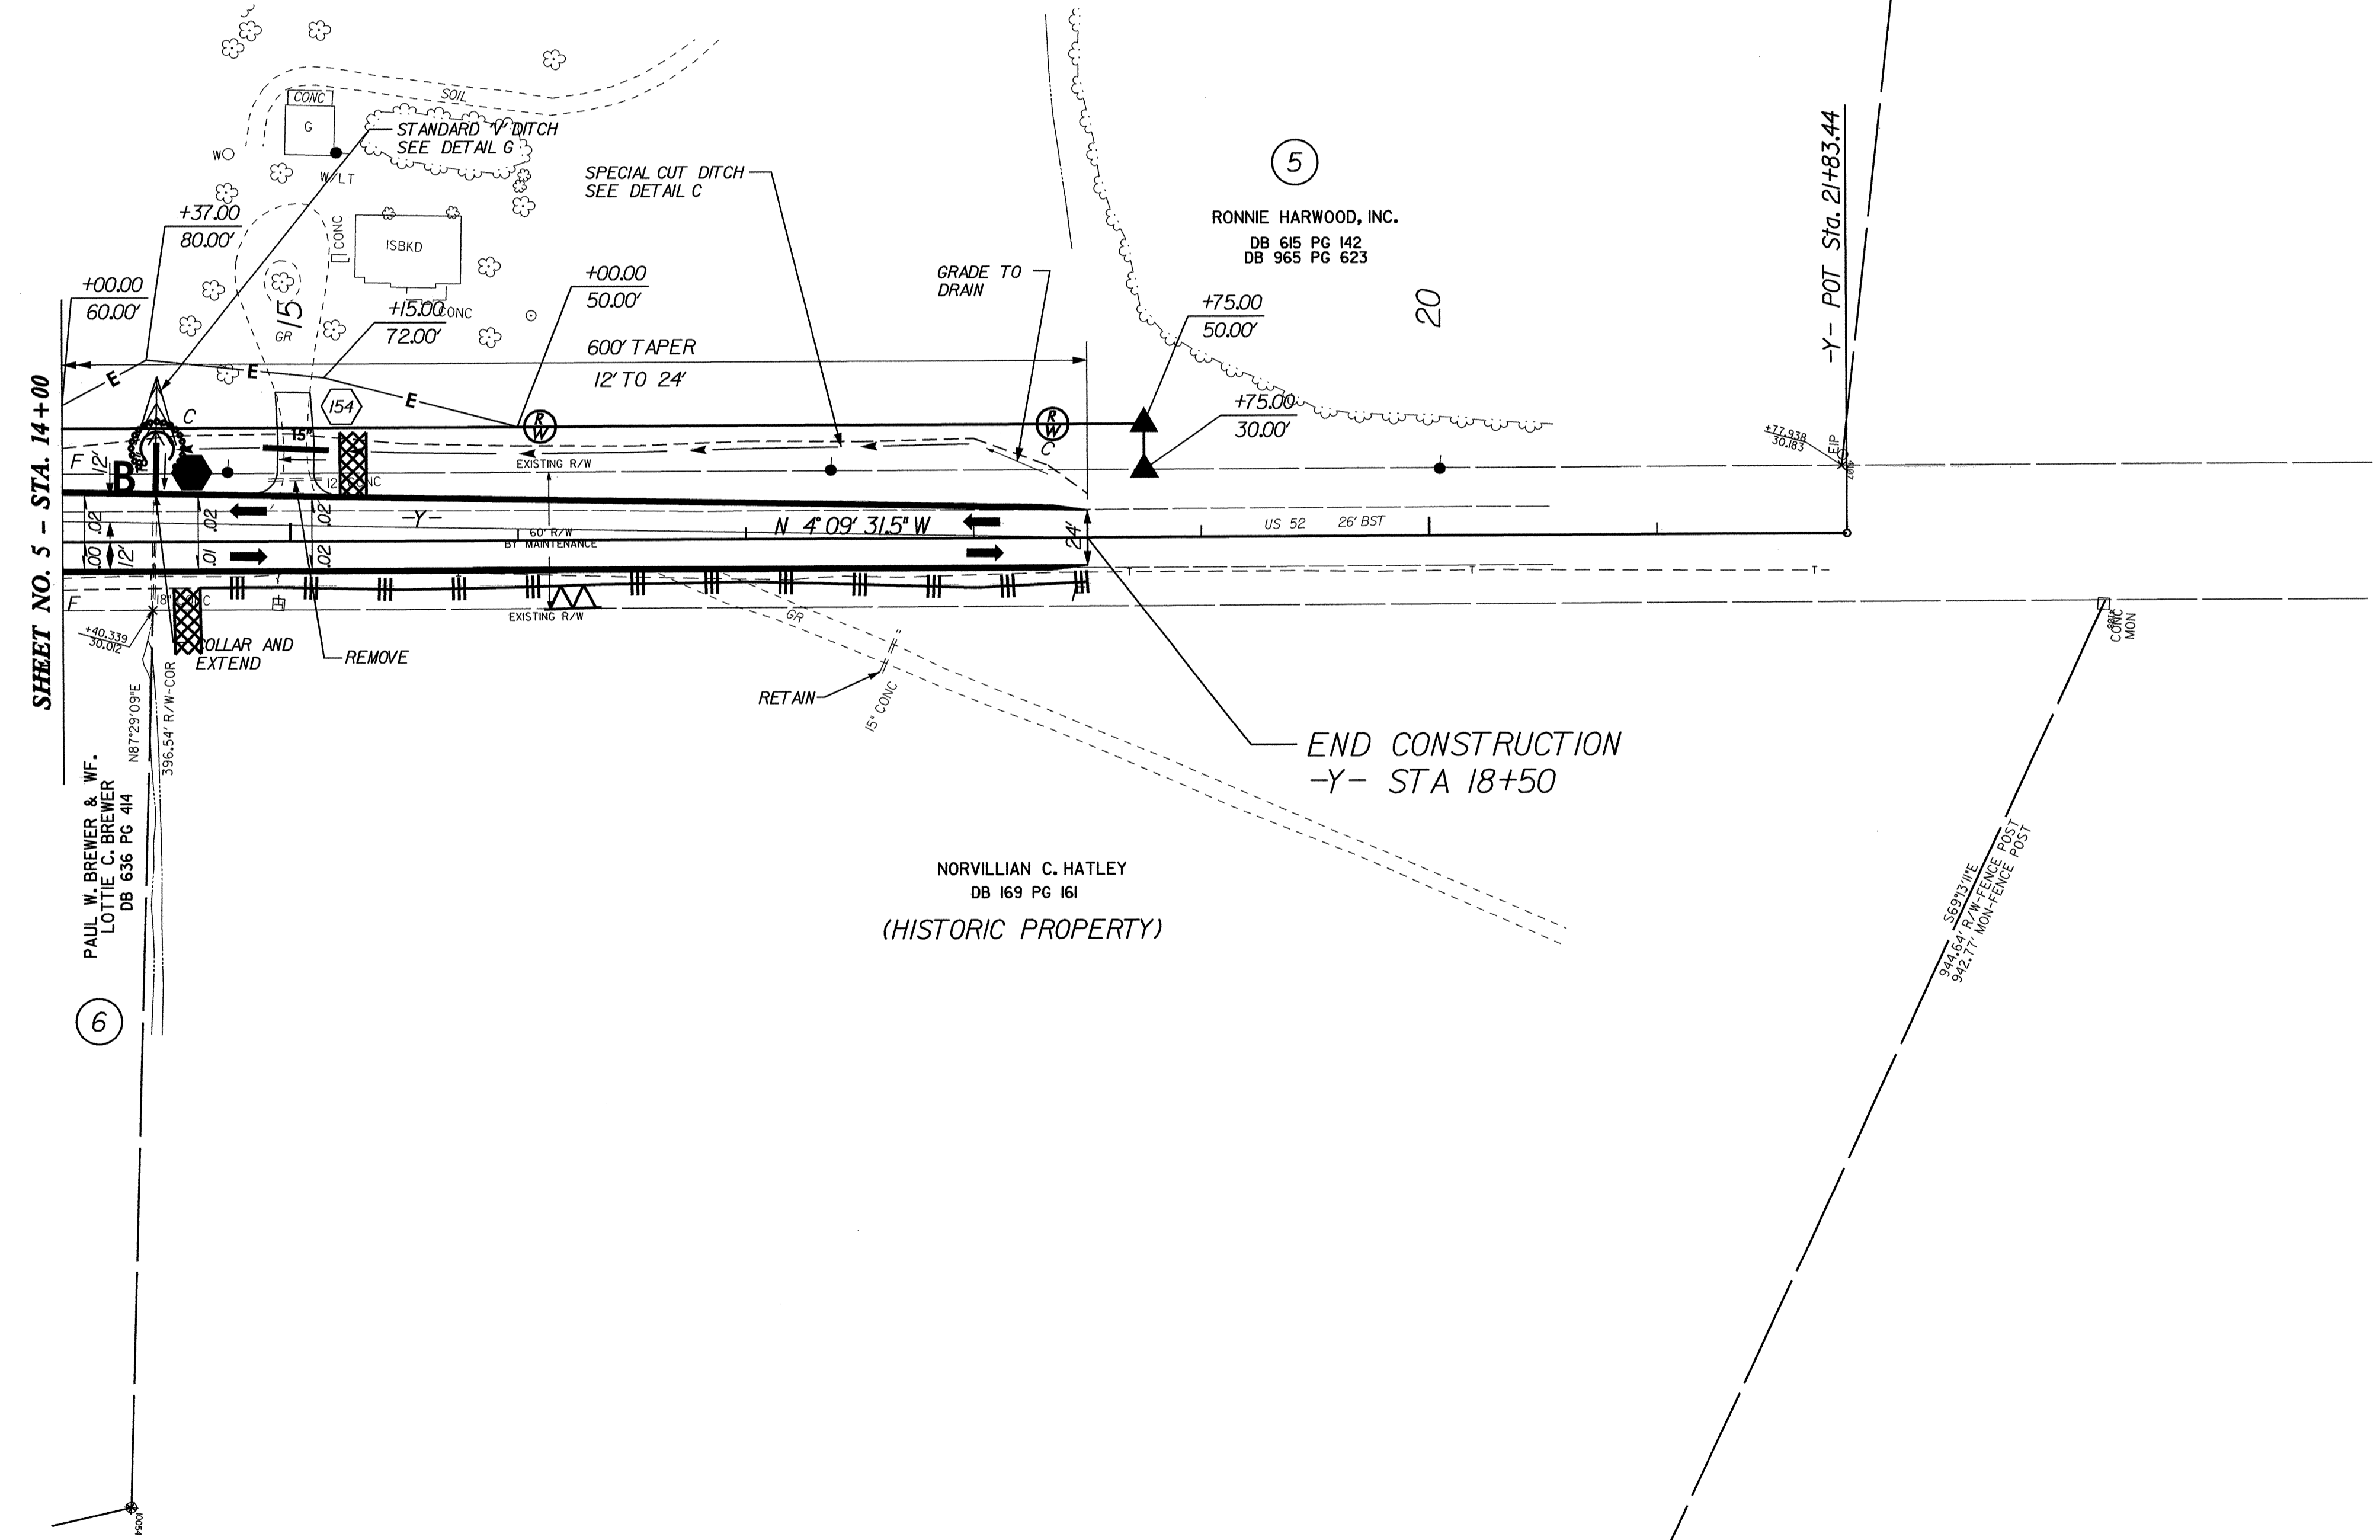 CONC
SOIL
G
STANDARD 'V' DITCH
SEE DETAIL G
W
W/LT
SPECIAL CUT DITCH
SEE DETAIL C
5
RONNIE HARWOOD, INC.
DB 615 PG 142
DB 965 PG 623
-Y- POT Sta. 21+83.44
+37.00
80.00'
CONC
ISBKD
+00.00
60.00'
+00.00
50.00'
GRADE TO
DRAIN
+75.00
50.00'
20
15
GR
+15.00
72.00'
CONC
600' TAPER
12' TO 24'
+75.00
30.00'
SHEET NO. 5 - STA. 14+00
E
E
E
154
R/W
R/W
C
C
15"
F
12'
B
EXISTING R/W
+77.938
30.183
EIP
.02
.02
.02
-Y-
N 4°09' 31.5" W
60' R/W
BY MAINTENANCE
24'
US 52
26' BST
.00
12'
.01
.02
T
T
T
F
F
EXISTING R/W
GR
+40.339
30.012
COLLAR AND
EXTEND
REMOVE
RETAIN
15" CONC
CONC
MON
N87°29'09"E
396.54' R/W-COR
END CONSTRUCTION
-Y- STA 18+50
PAUL W. BREWER & WF.
LOTTIE C. BREWER
DB 636 PG 414
NORVILLIAN C. HATLEY
DB 169 PG 161
(HISTORIC PROPERTY)
S69°13'11"E
944.64' R/W-FENCE POST
942.77' MON-FENCE POST
6
10054